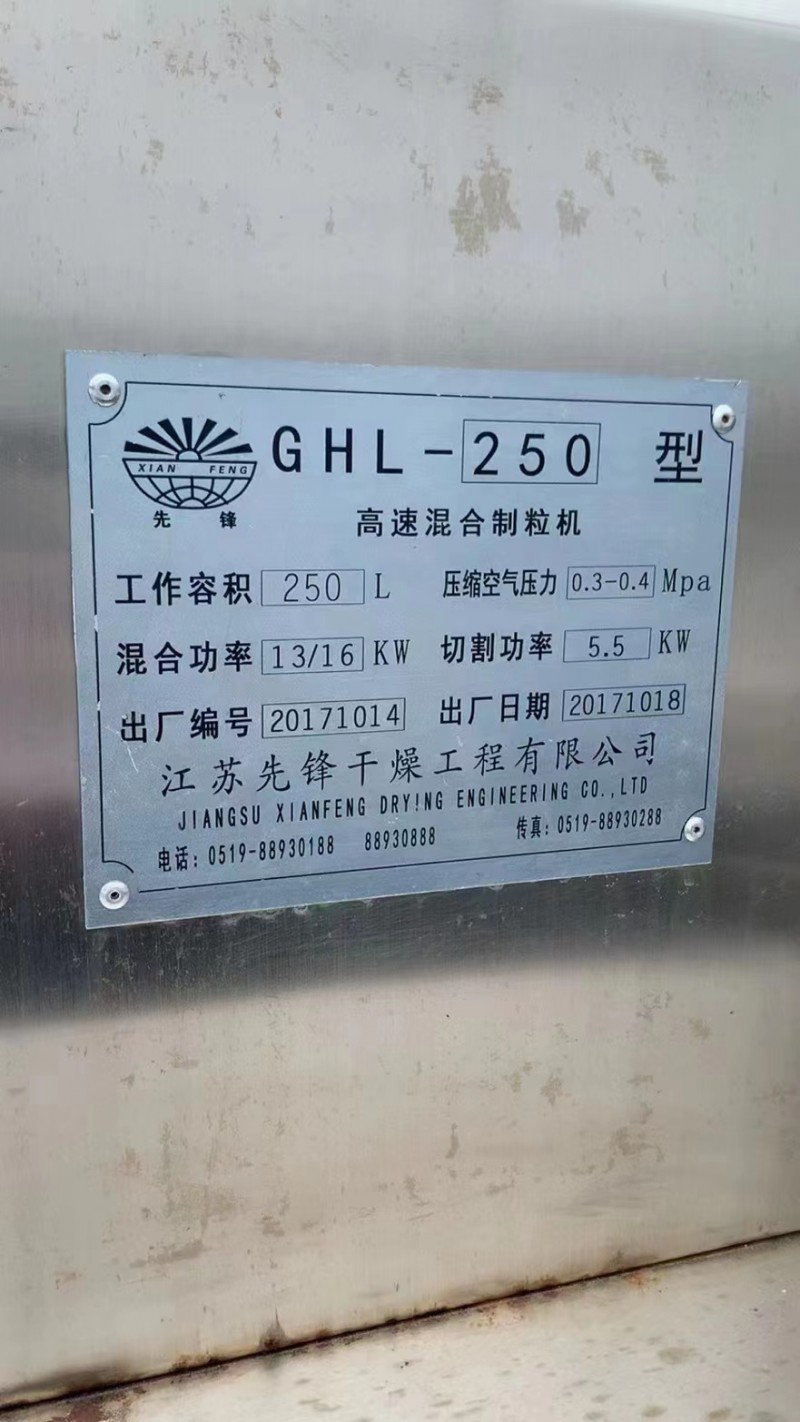 XIAN FENG
先锋
GHL-250 型
高速混合制粒机
工作容积 250 L 压缩空气压力 0.3-0.4 Mpa
混合功率 13/16 KW 切割功率 5.5 KW
出厂编号 20171014 出厂日期 20171018
江苏先锋干燥工程有限公司
JIANGSU XIANFENG DRY!NG ENGINEERING CO.,LTD
电话：0519-88930188 88930888 传真：0519-88930288